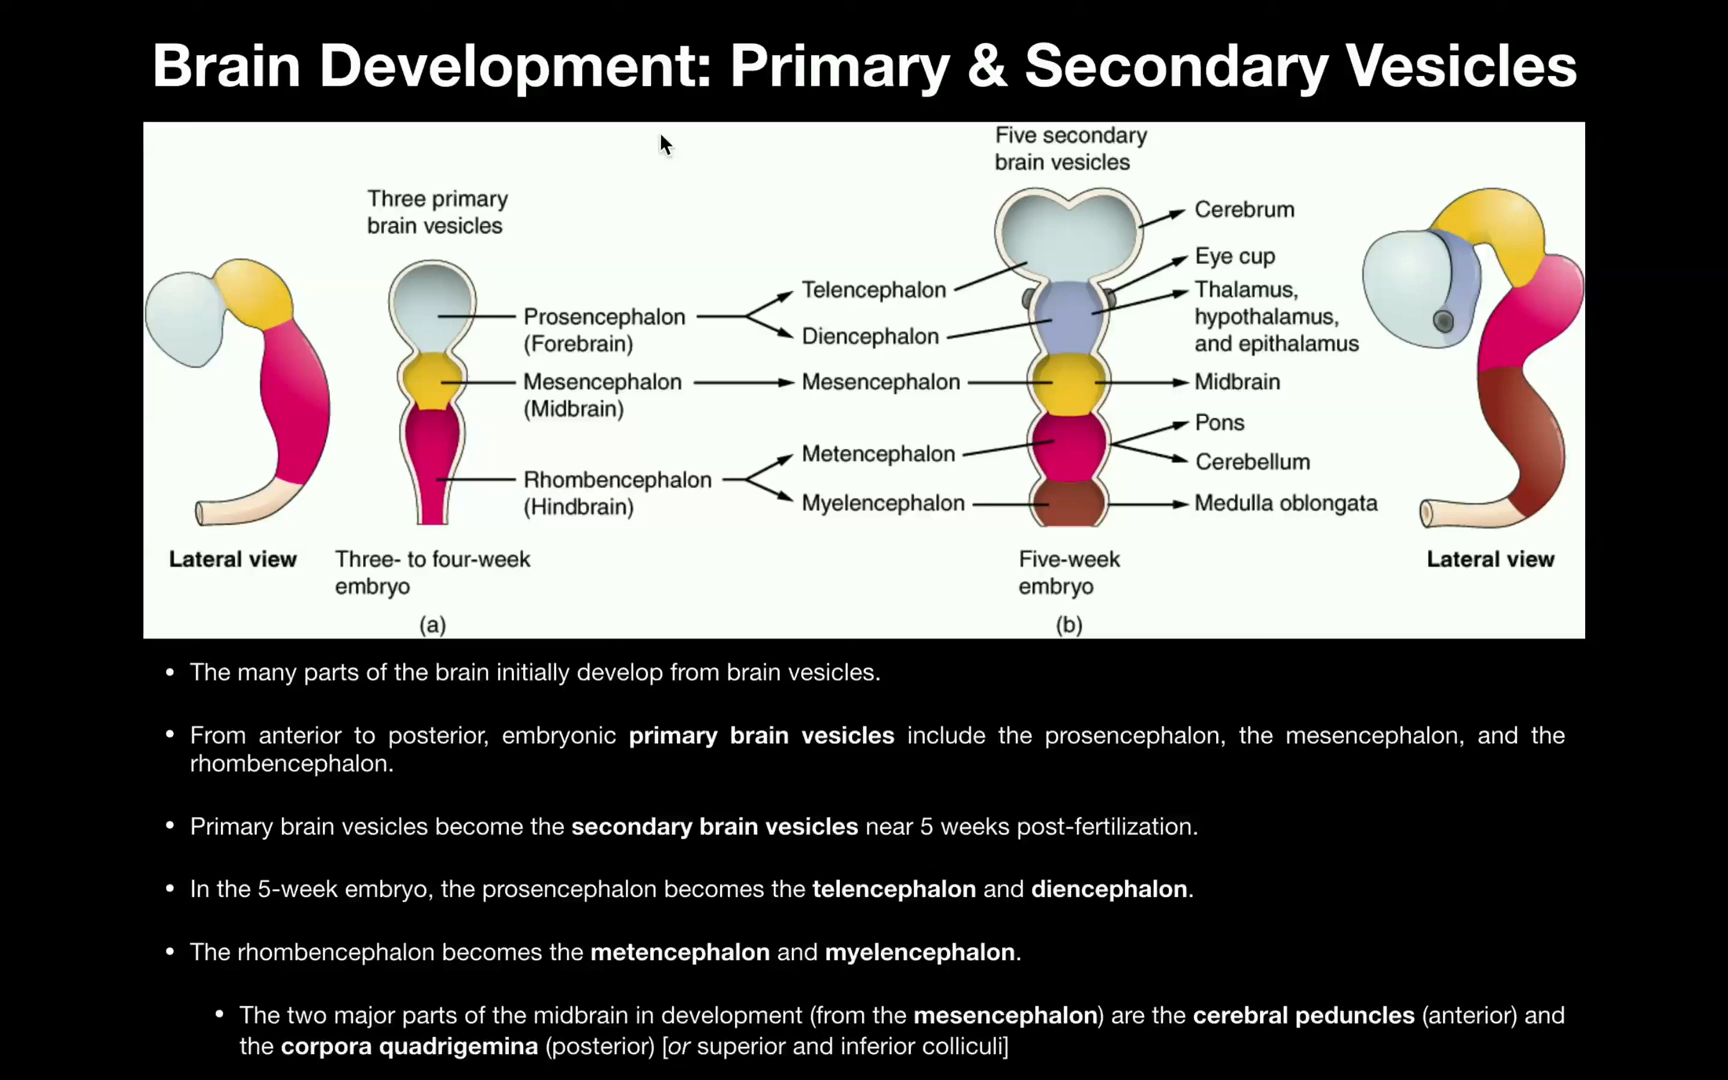 Brain Development: Primary & Secondary Vesicles
Five secondary
brain vesicles
Three primary
brain vesicles
Cerebrum
Eye cup
Telencephalon
Thalamus,
hypothalamus,
and epithalamus
Prosencephalon
(Forebrain)
Diencephalon
Mesencephalon
(Midbrain)
Mesencephalon
Midbrain
Pons
Metencephalon
Cerebellum
Rhombencephalon
(Hindbrain)
Myelencephalon
Medulla oblongata
Lateral view
Three- to four-week
embryo
Five-week
embryo
Lateral view
(a)
(b)
• The many parts of the brain initially develop from brain vesicles.
• From anterior to posterior, embryonic primary brain vesicles include the prosencephalon, the mesencephalon, and the
rhombencephalon.
• Primary brain vesicles become the secondary brain vesicles near 5 weeks post-fertilization.
• In the 5-week embryo, the prosencephalon becomes the telencephalon and diencephalon.
• The rhombencephalon becomes the metencephalon and myelencephalon.
• The two major parts of the midbrain in development (from the mesencephalon) are the cerebral peduncles (anterior) and
the corpora quadrigemina (posterior) [or superior and inferior colliculi]